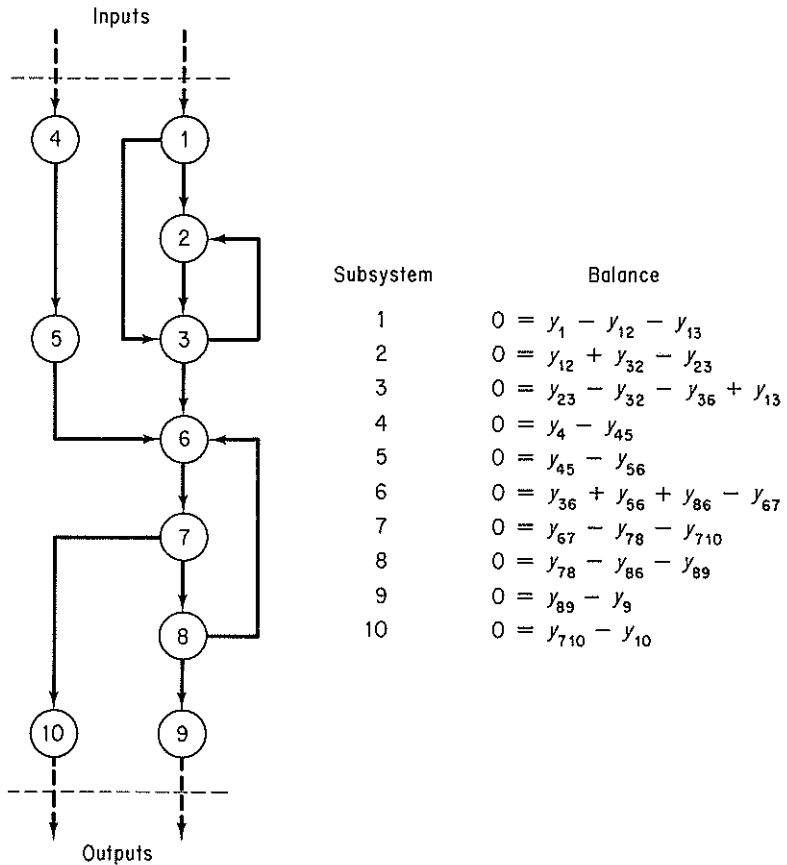 Inputs
4
1
2
5
3
6
7
8
10
9
Outputs
Subsystem Balance
1 0 = y₁ − y₁₂ − y₁₃
2 0 = y₁₂ + y₃₂ − y₂₃
3 0 = y₂₃ − y₃₂ − y₃₆ + y₁₃
4 0 = y₄ − y₄₅
5 0 = y₄₅ − y₅₆
6 0 = y₃₆ + y₅₆ + y₈₆ − y₆₇
7 0 = y₆₇ − y₇₈ − y₇₁₀
8 0 = y₇₈ − y₈₆ − y₈₉
9 0 = y₈₉ − y₉
10 0 = y₇₁₀ − y₁₀